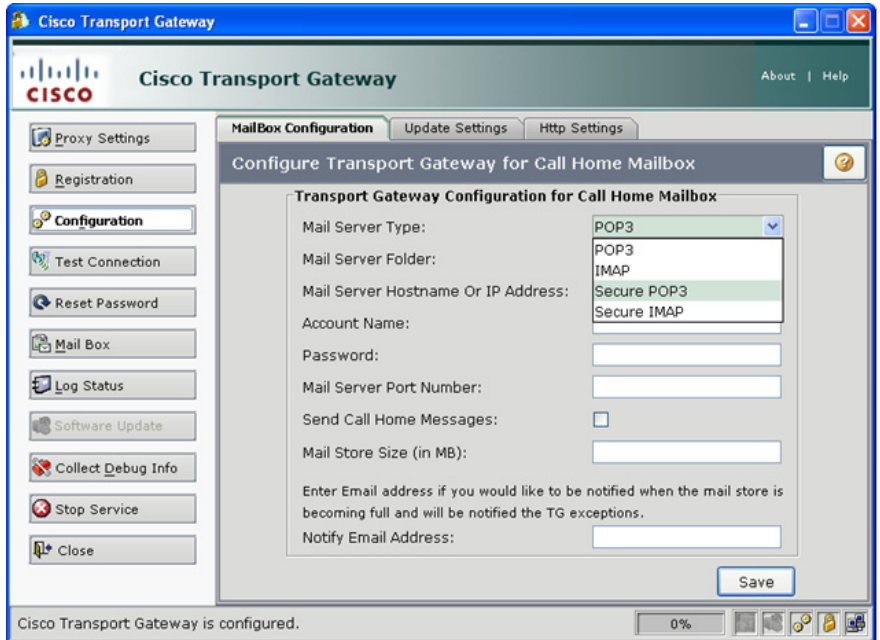 Cisco Transport Gateway
CISCO
Cisco Transport Gateway
About | Help
Proxy Settings
Registration
Configuration
Test Connection
Reset Password
Mail Box
Log Status
Software Update
Collect Debug Info
Stop Service
Close
MailBox Configuration
Update Settings
Http Settings
Configure Transport Gateway for Call Home Mailbox
Transport Gateway Configuration for Call Home Mailbox
Mail Server Type:
POP3
POP3
IMAP
Secure POP3
Secure IMAP
Mail Server Folder:
Mail Server Hostname Or IP Address:
Account Name:
Password:
Mail Server Port Number:
Send Call Home Messages:
Mail Store Size (in MB):
Enter Email address if you would like to be notified when the mail store is
becoming full and will be notified the TG exceptions.
Notify Email Address:
Save
Cisco Transport Gateway is configured.
0%